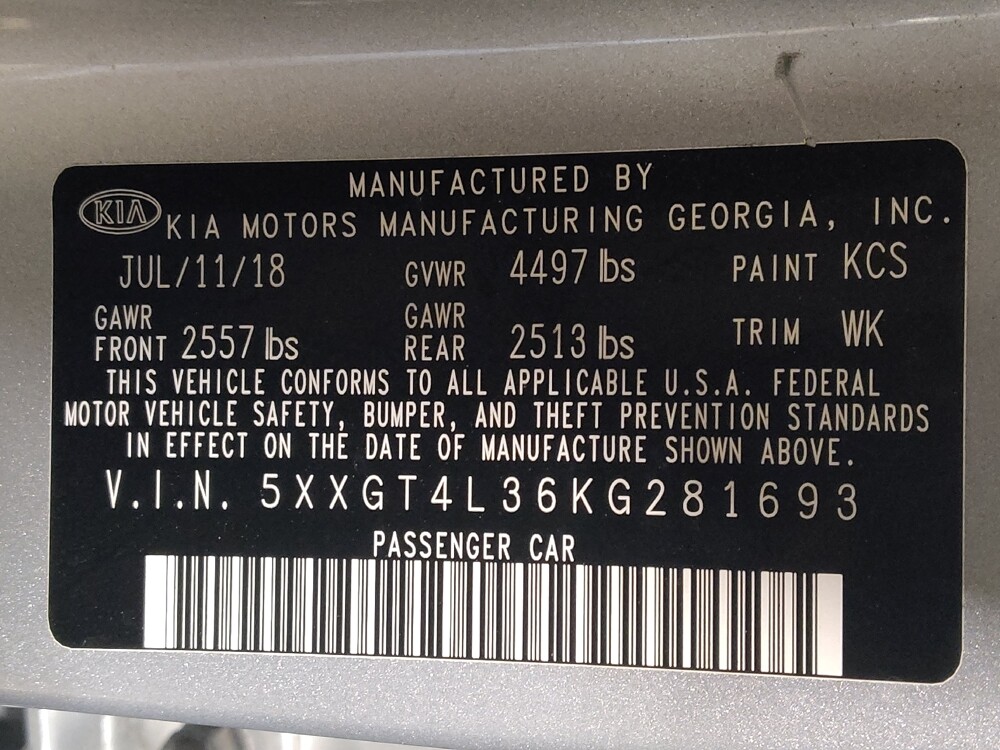 MANUFACTURED BY
KIA KIA MOTORS MANUFACTURING GEORGIA, INC.
JUL/11/18 GVWR 4497 lbs PAINT KCS
GAWR FRONT 2557 lbs GAWR REAR 2513 lbs TRIM WK
THIS VEHICLE CONFORMS TO ALL APPLICABLE U.S.A. FEDERAL
MOTOR VEHICLE SAFETY, BUMPER, AND THEFT PREVENTION STANDARDS
IN EFFECT ON THE DATE OF MANUFACTURE SHOWN ABOVE.
V.I.N. 5XXGT4L36KG281693
PASSENGER CAR